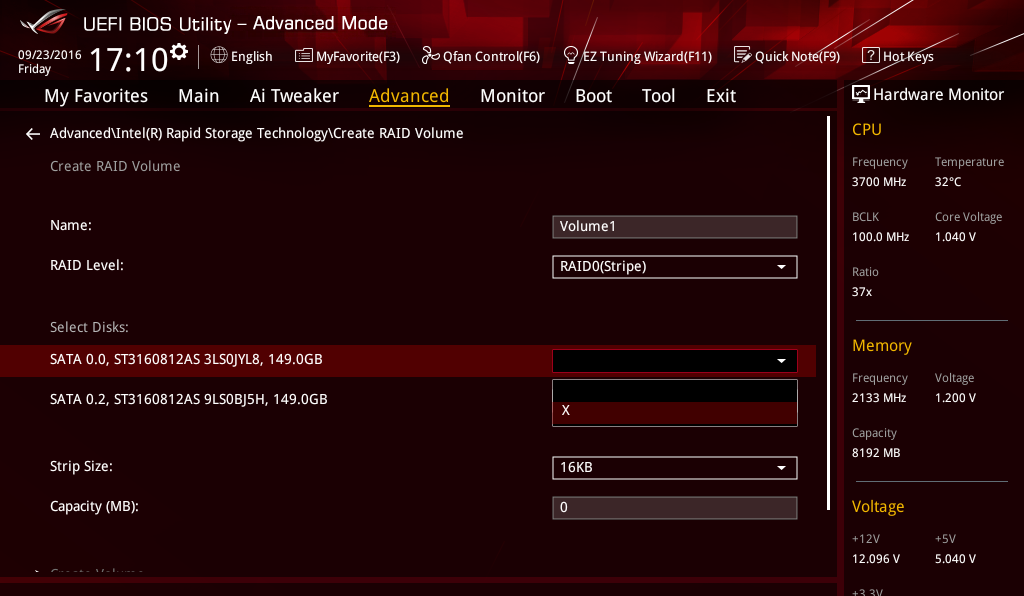 UEFI BIOS Utility – Advanced Mode
09/23/2016
Friday
17:10
English
MyFavorite(F3)
Qfan Control(F6)
EZ Tuning Wizard(F11)
Quick Note(F9)
? Hot Keys
My Favorites
Main
Ai Tweaker
Advanced
Monitor
Boot
Tool
Exit
Advanced\Intel(R) Rapid Storage Technology\Create RAID Volume
Create RAID Volume
Name: Volume1
RAID Level: RAID0(Stripe)
Select Disks:
SATA 0.0, ST3160812AS 3LS0JYL8, 149.0GB
SATA 0.2, ST3160812AS 9LS0BJ5H, 149.0GB
X
Strip Size: 16KB
Capacity (MB): 0
Create Volume
Hardware Monitor
CPU
Frequency Temperature
3700 MHz 32°C
BCLK Core Voltage
100.0 MHz 1.040 V
Ratio
37x
Memory
Frequency Voltage
2133 MHz 1.200 V
Capacity
8192 MB
Voltage
+12V +5V
12.096 V 5.040 V
+3.3V